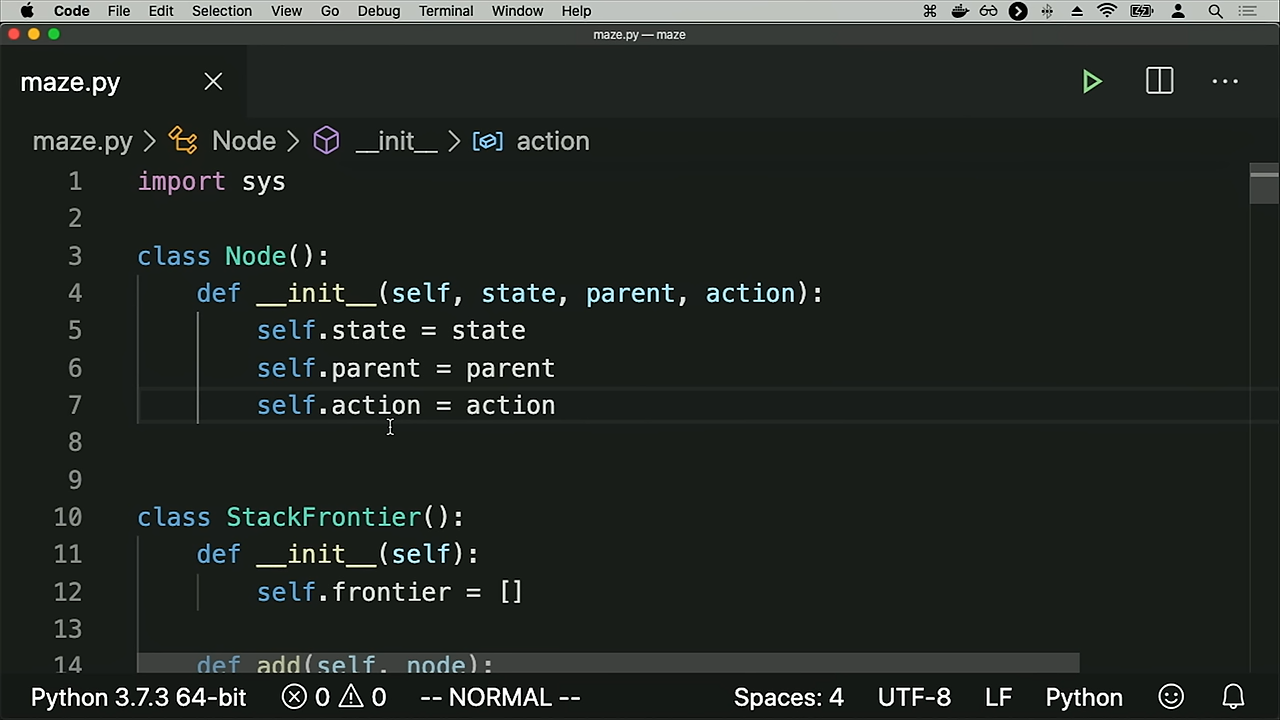 Code File Edit Selection View Go Debug Terminal Window Help
maze.py — maze
maze.py
maze.py > Node > __init__ > action
1 import sys
2
3 class Node():
4 def __init__(self, state, parent, action):
5 self.state = state
6 self.parent = parent
7 self.action = action
8
9
10 class StackFrontier():
11 def __init__(self):
12 self.frontier = []
13
14 def add(self, node):
Python 3.7.3 64-bit 0 0 -- NORMAL -- Spaces: 4 UTF-8 LF Python